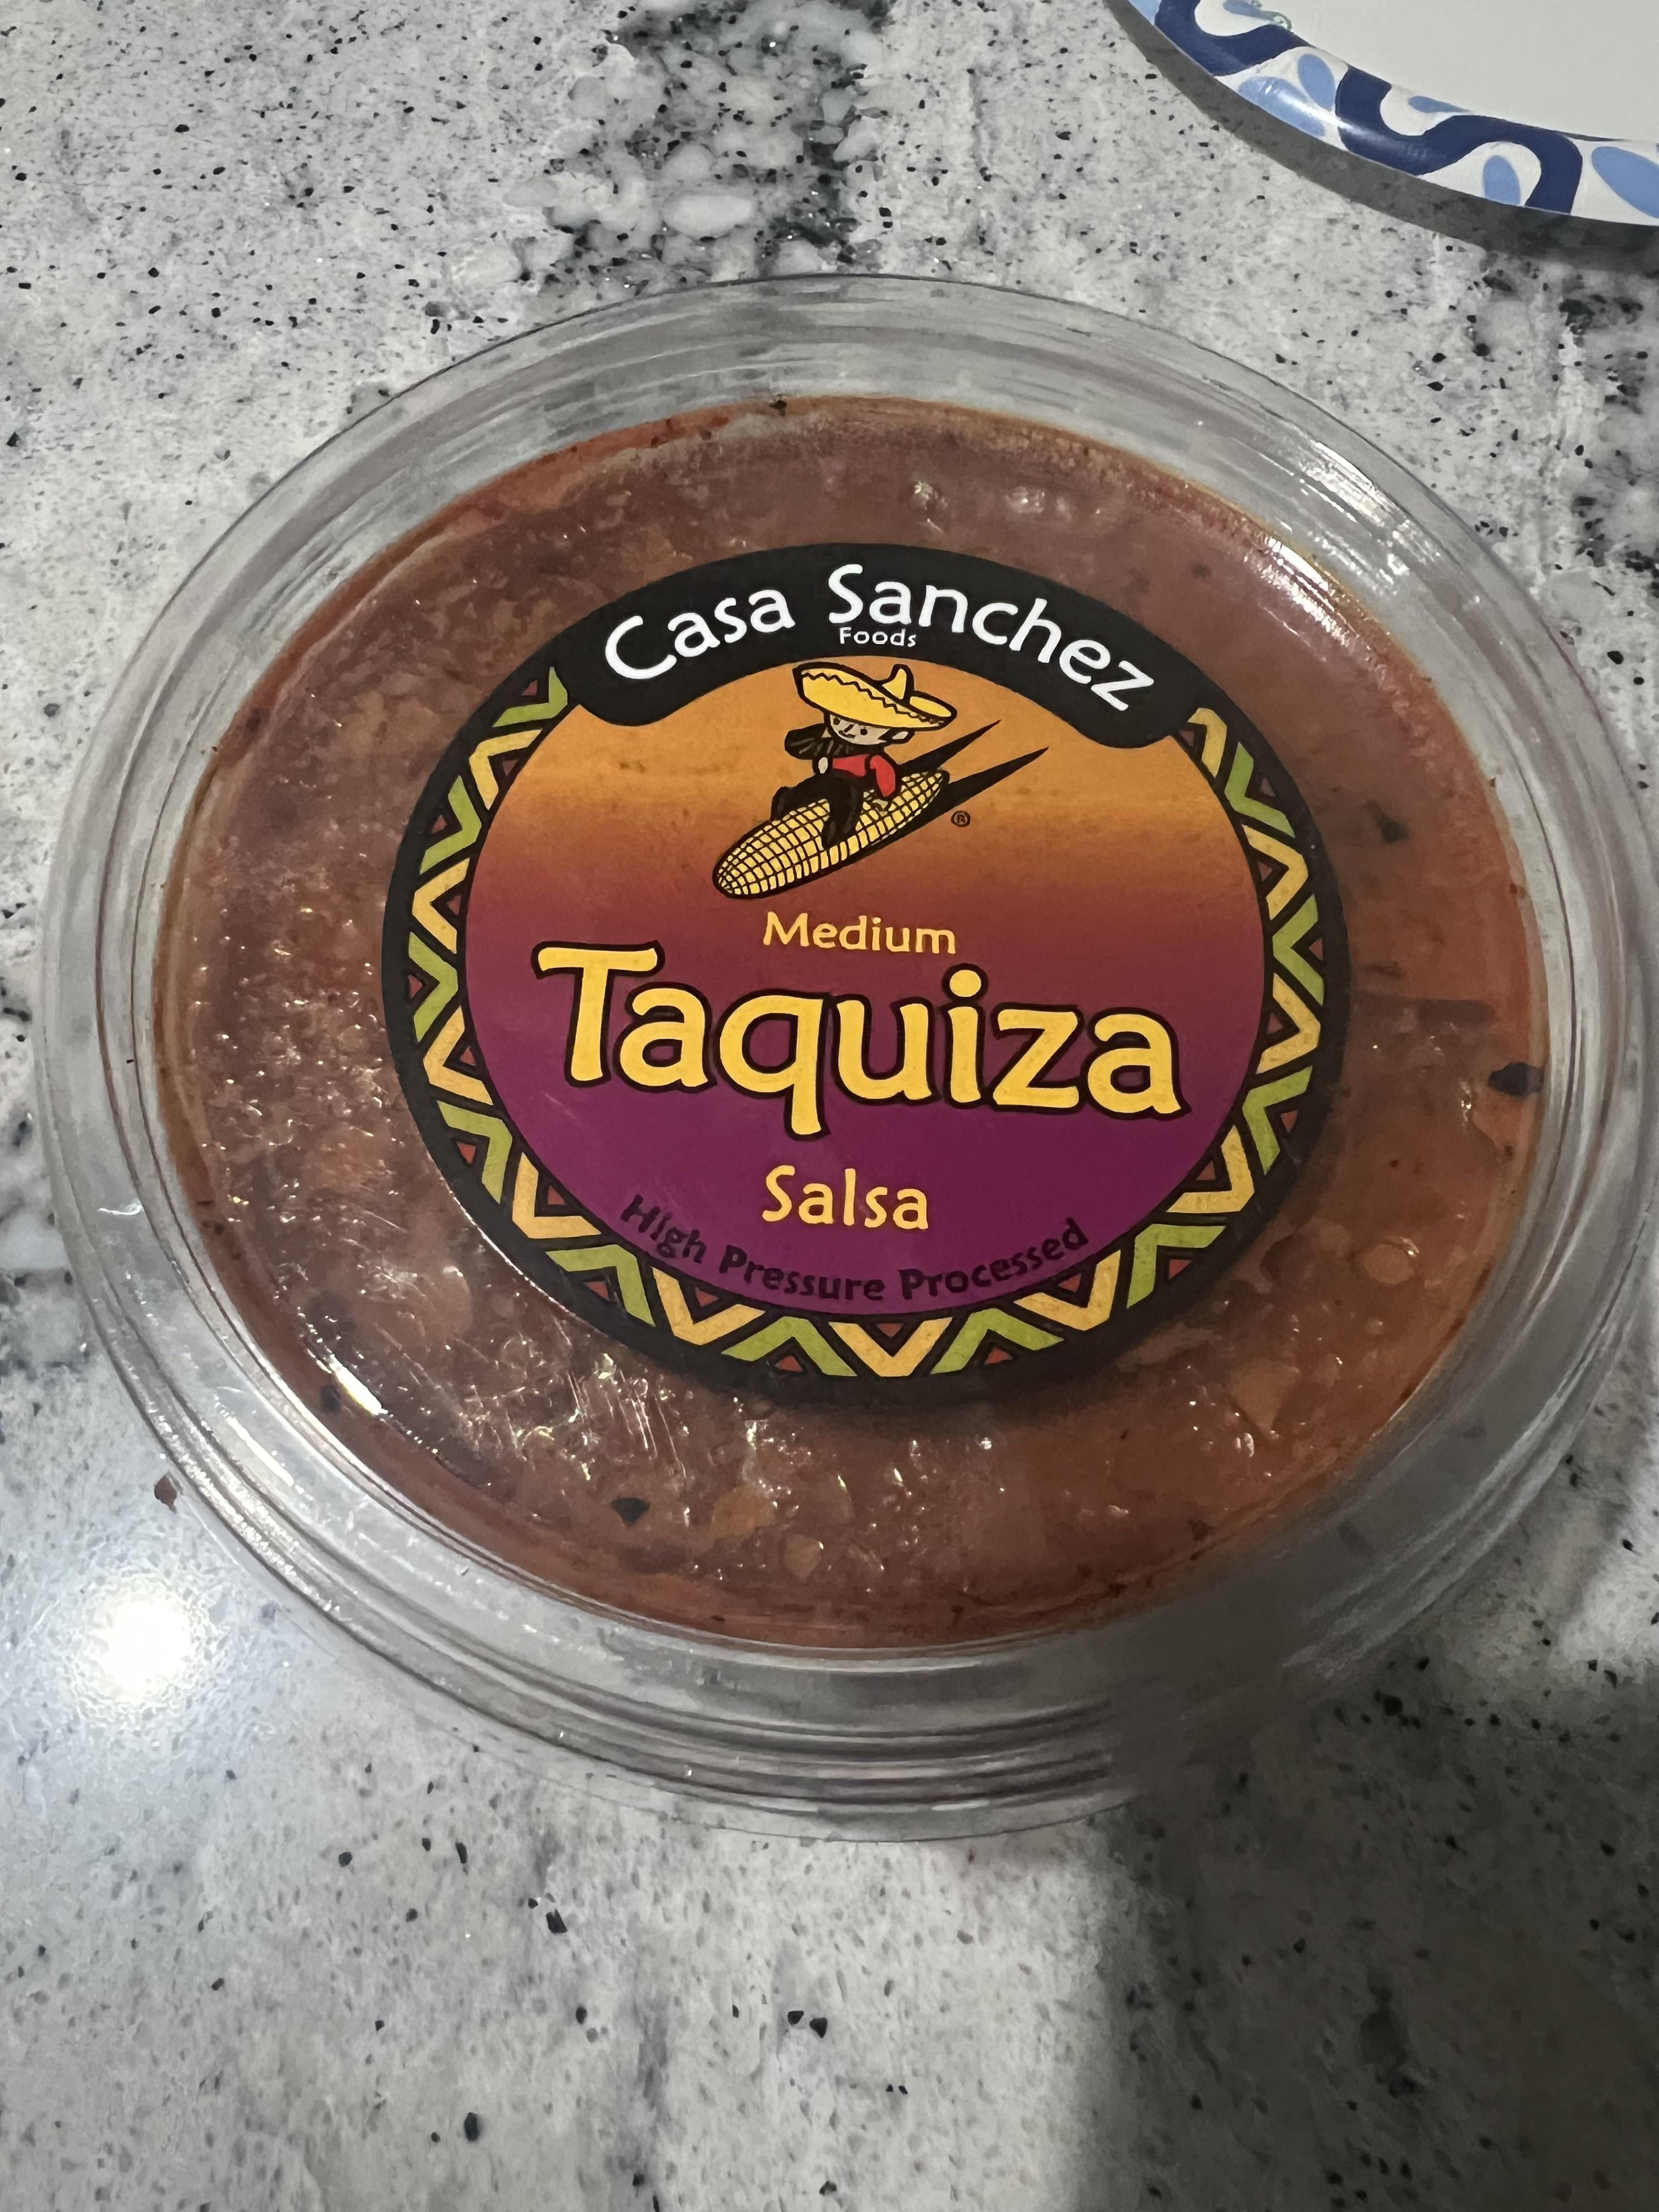 Casa Sanchez
Foods
®
Medium
Taquiza
Salsa
High Pressure Processed